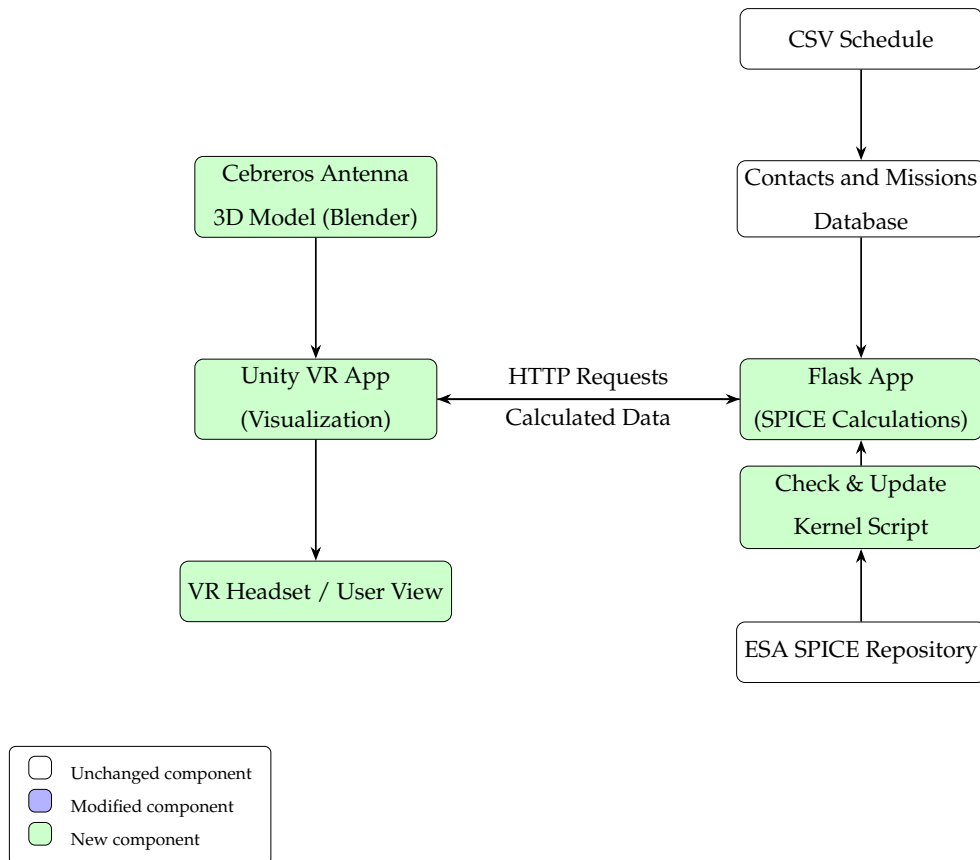 CSV Schedule
Cebreros Antenna
3D Model (Blender)
Contacts and Missions
Database
Unity VR App
(Visualization)
HTTP Requests
Calculated Data
Flask App
(SPICE Calculations)
Check & Update
Kernel Script
VR Headset / User View
ESA SPICE Repository
Unchanged component
Modified component
New component